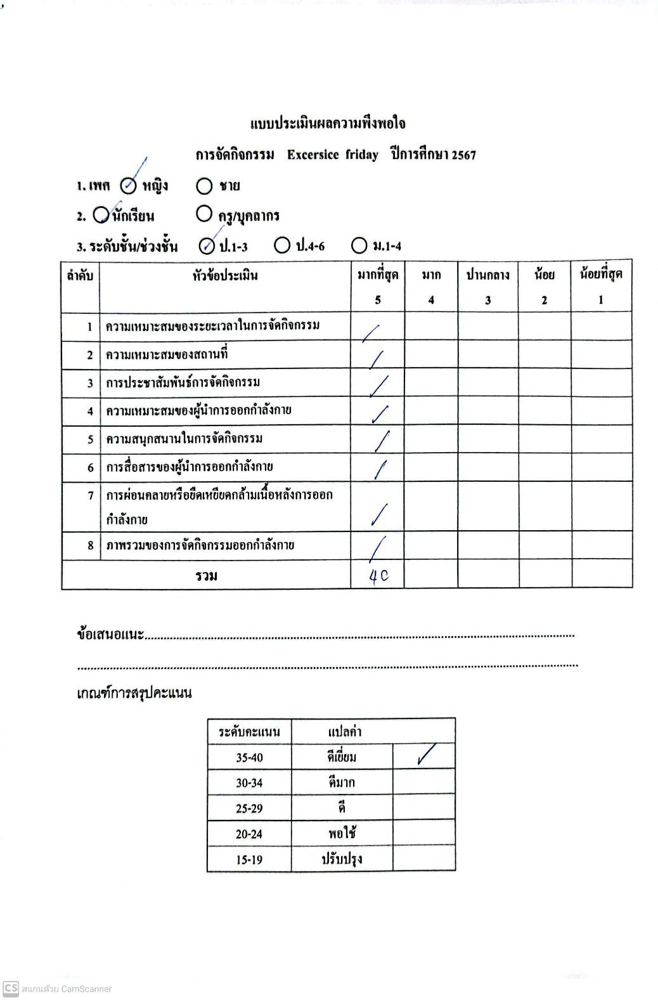 แบบประเมินผลความพึงพอใจ
การจัดกิจกรรม Excersice friday ปีการศึกษา 2567
1. เพศ หญิง ชาย
2. นักเรียน ครู/บุคลากร
3. ระดับชั้น/ช่วงชั้น ป.1-3 ป.4-6 ม.1-4
ลำดับ หัวข้อประเมิน มากที่สุด มาก ปานกลาง น้อย น้อยที่สุด
5 4 3 2 1
1 ความเหมาะสมของระยะเวลาในการจัดกิจกรรม
2 ความเหมาะสมของสถานที่
3 การประชาสัมพันธ์การจัดกิจกรรม
4 ความเหมาะสมของผู้นำการออกกำลังกาย
5 ความสนุกสนานในการจัดกิจกรรม
6 การสื่อสารของผู้นำการออกกำลังกาย
7 การผ่อนคลายหรือยืดเหยียดกล้ามเนื้อหลังการออก
กำลังกาย
8 ภาพรวมของการจัดกิจกรรมออกกำลังกาย
รวม 40
ข้อเสนอแนะ
เกณฑ์การสรุปคะแนน
ระดับคะแนน แปลค่า
35-40 ดีเยี่ยม
30-34 ดีมาก
25-29 ดี
20-24 พอใช้
15-19 ปรับปรุง
CS สแกนด้วย CamScanner